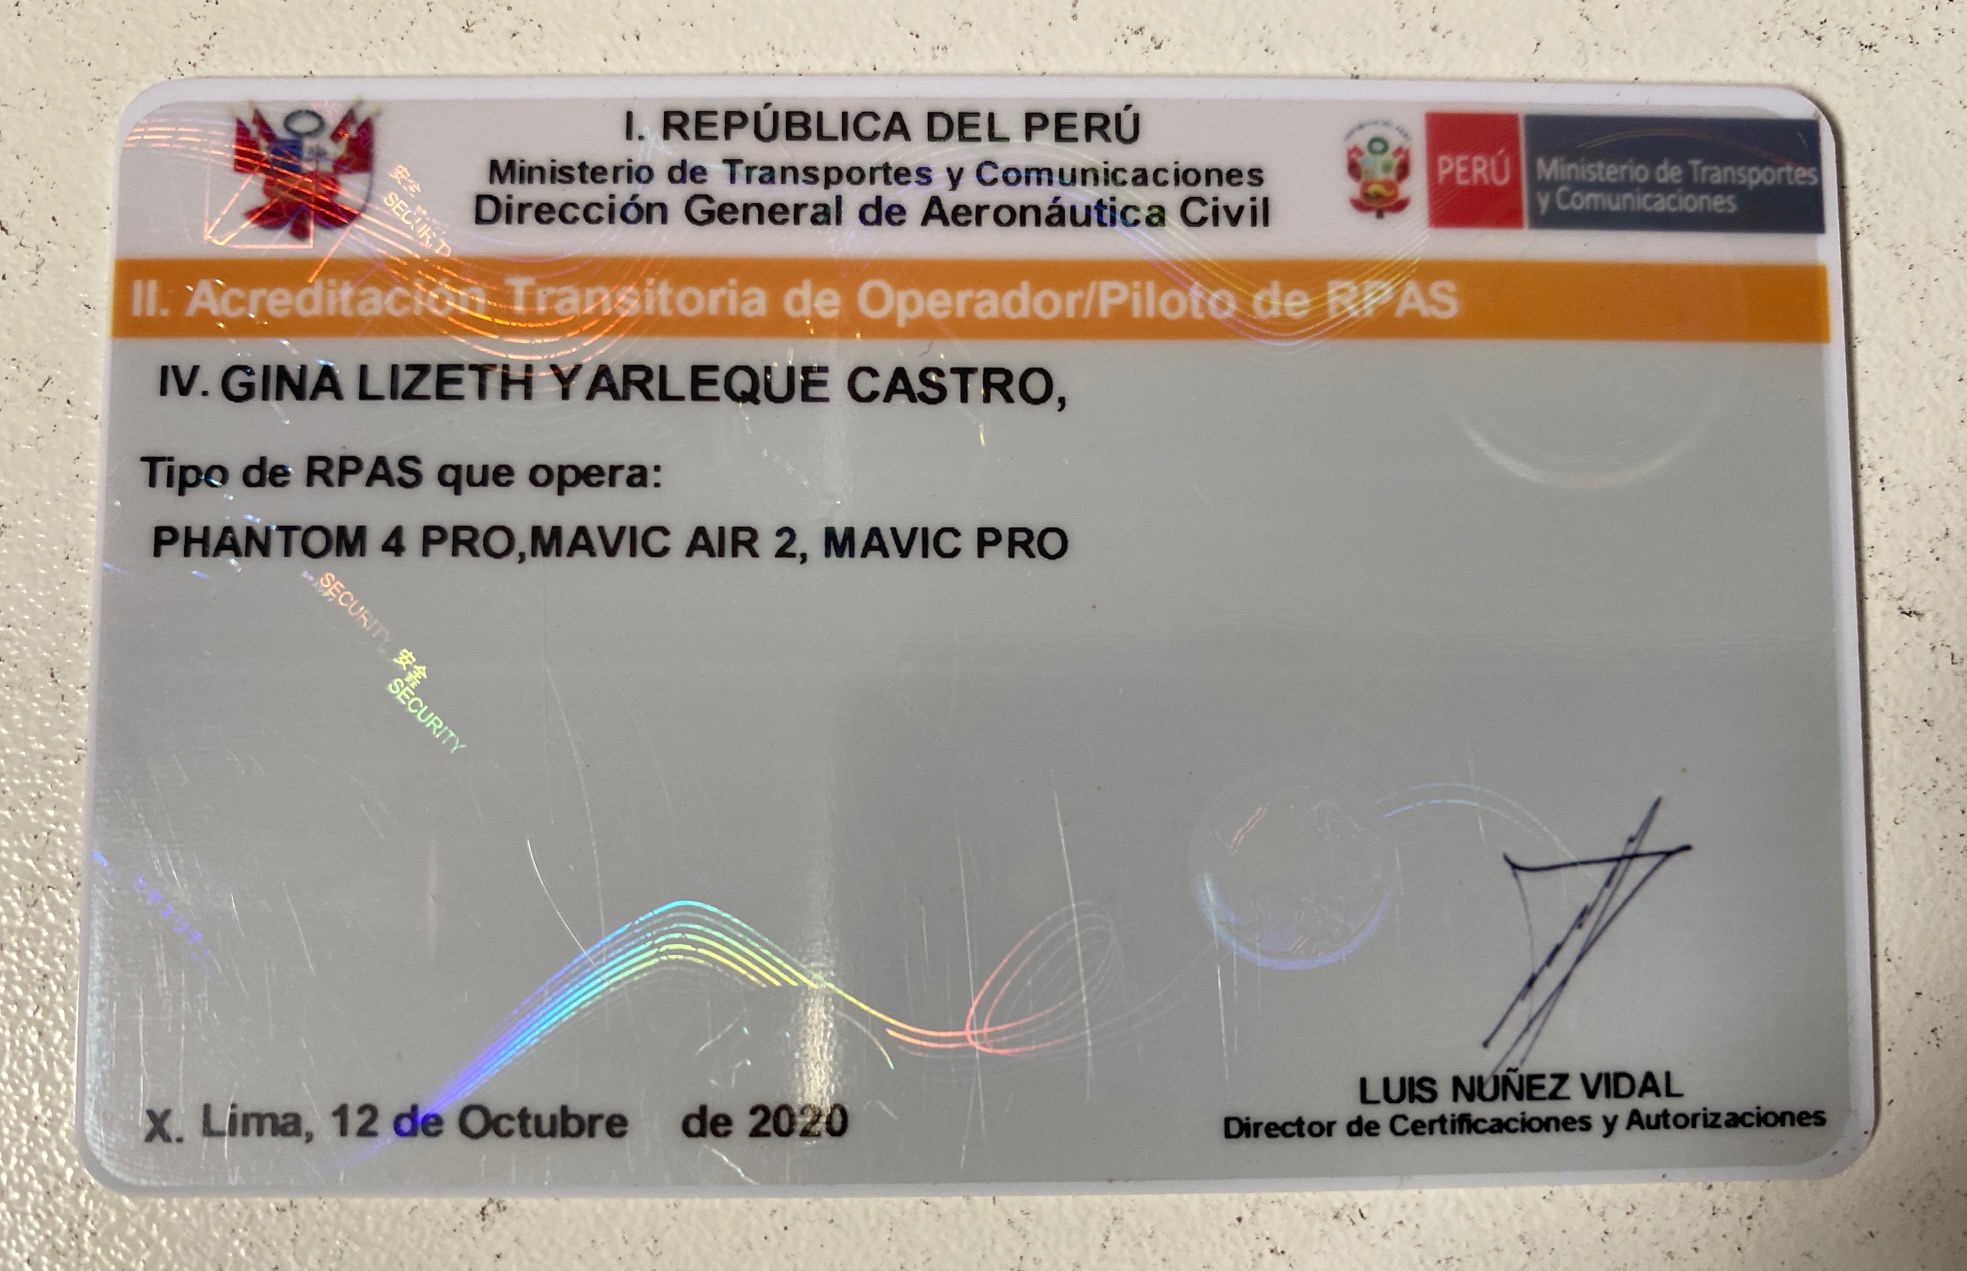 I. REPÚBLICA DEL PERÚ
Ministerio de Transportes y Comunicaciones
Dirección General de Aeronáutica Civil
PERÚ
Ministerio de Transportes
y Comunicaciones
II. Acreditación Transitoria de Operador/Piloto de RPAS
IV. GINA LIZETH YARLEQUE CASTRO,
Tipo de RPAS que opera:
PHANTOM 4 PRO,MAVIC AIR 2, MAVIC PRO
安全
SECURITY
SECURITY
安全
SECURITY
X. Lima, 12 de Octubre de 2020
LUIS NUÑEZ VIDAL
Director de Certificaciones y Autorizaciones